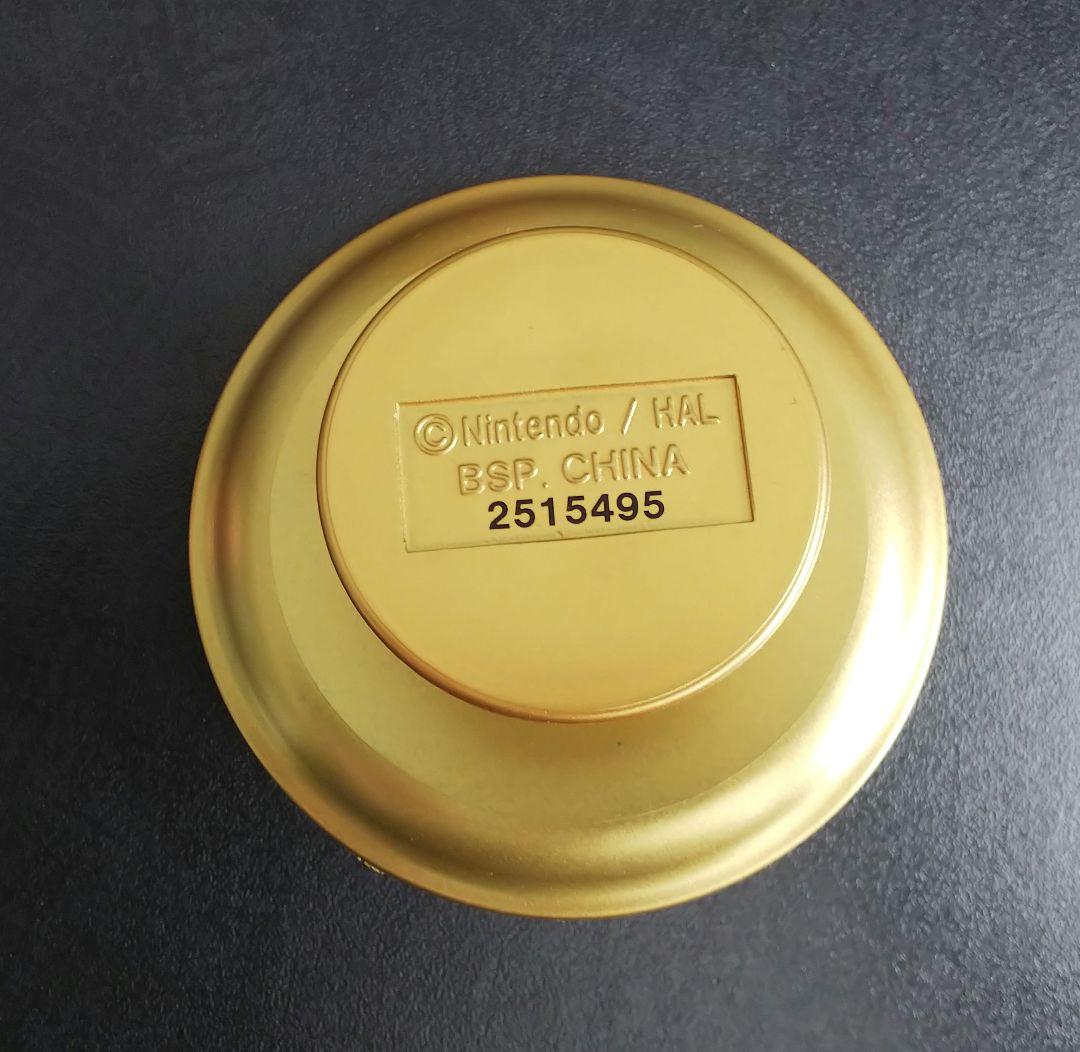 ©Nintendo / HAL
BSP. CHINA
2515495